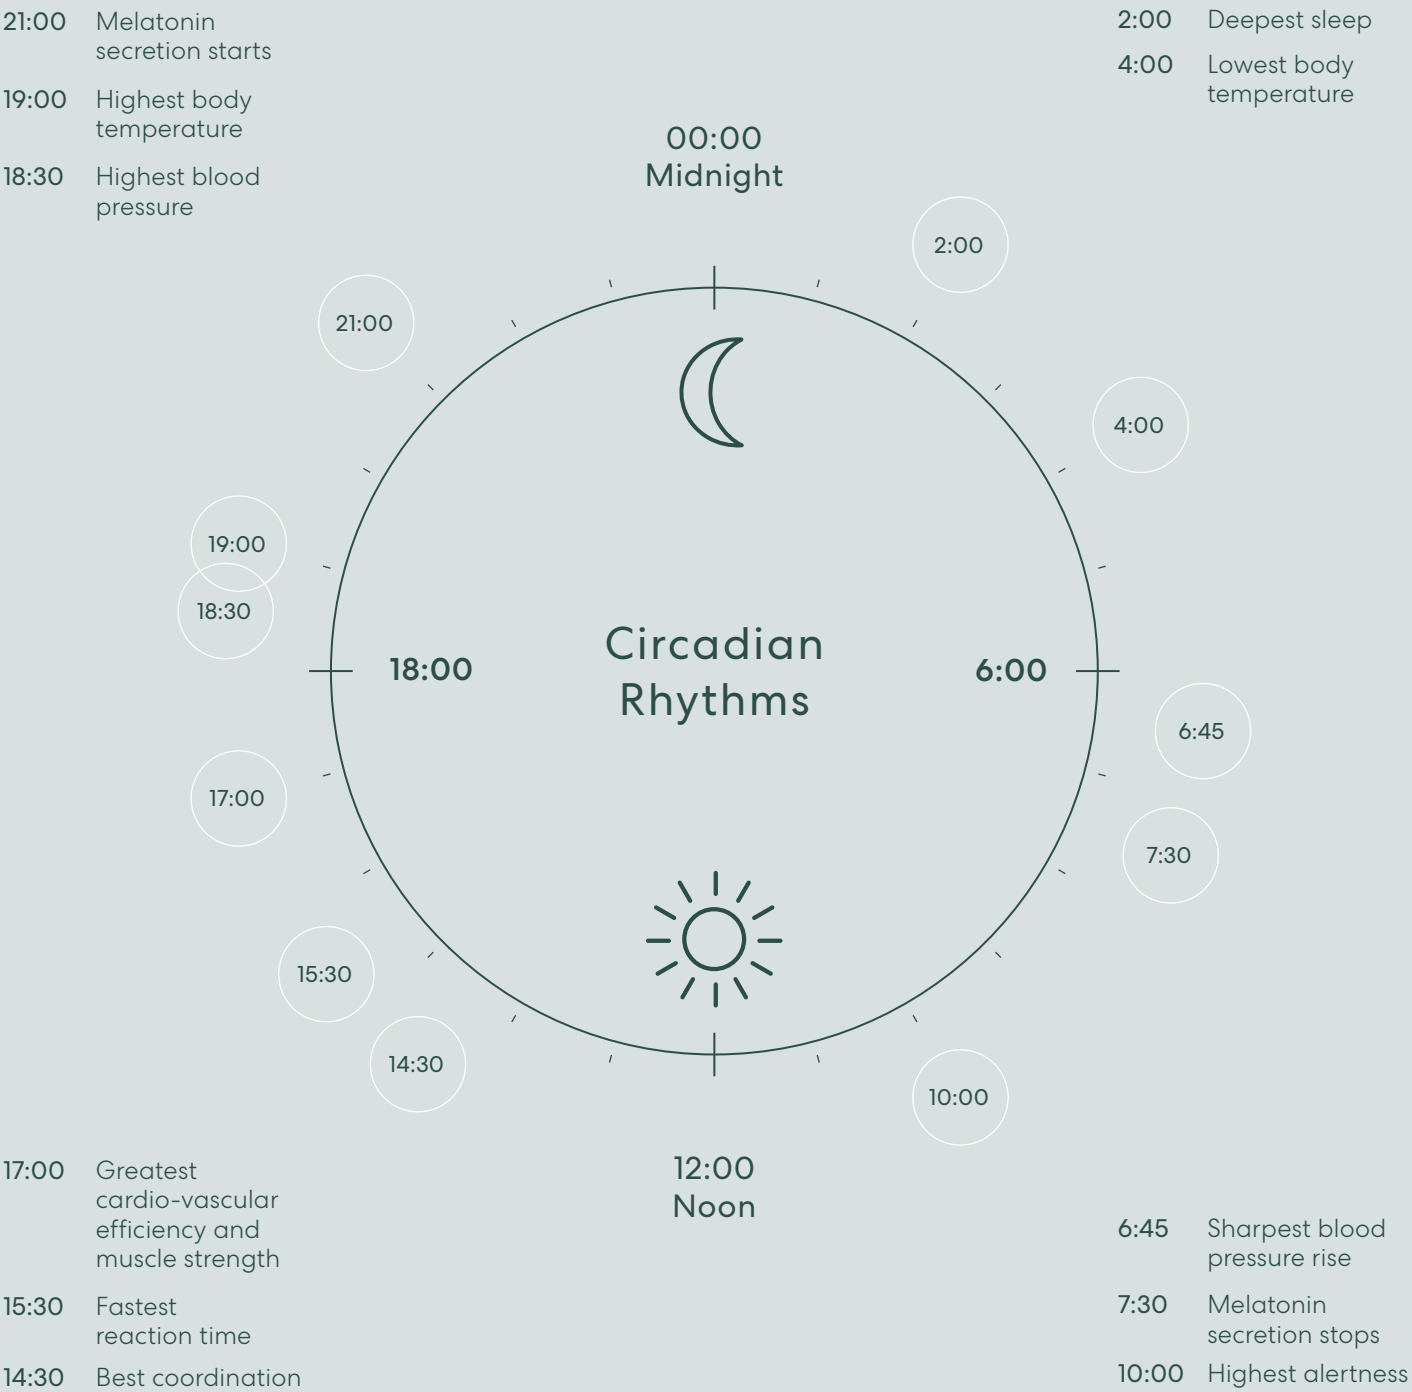 21:00 Melatonin
secretion starts
19:00 Highest body
temperature
18:30 Highest blood
pressure
2:00 Deepest sleep
4:00 Lowest body
temperature
00:00
Midnight
2:00
21:00
4:00
19:00
18:30
18:00
Circadian
Rhythms
6:00
6:45
17:00
7:30
15:30
14:30
10:00
12:00
Noon
17:00 Greatest
cardio-vascular
efficiency and
muscle strength
15:30 Fastest
reaction time
14:30 Best coordination
6:45 Sharpest blood
pressure rise
7:30 Melatonin
secretion stops
10:00 Highest alertness